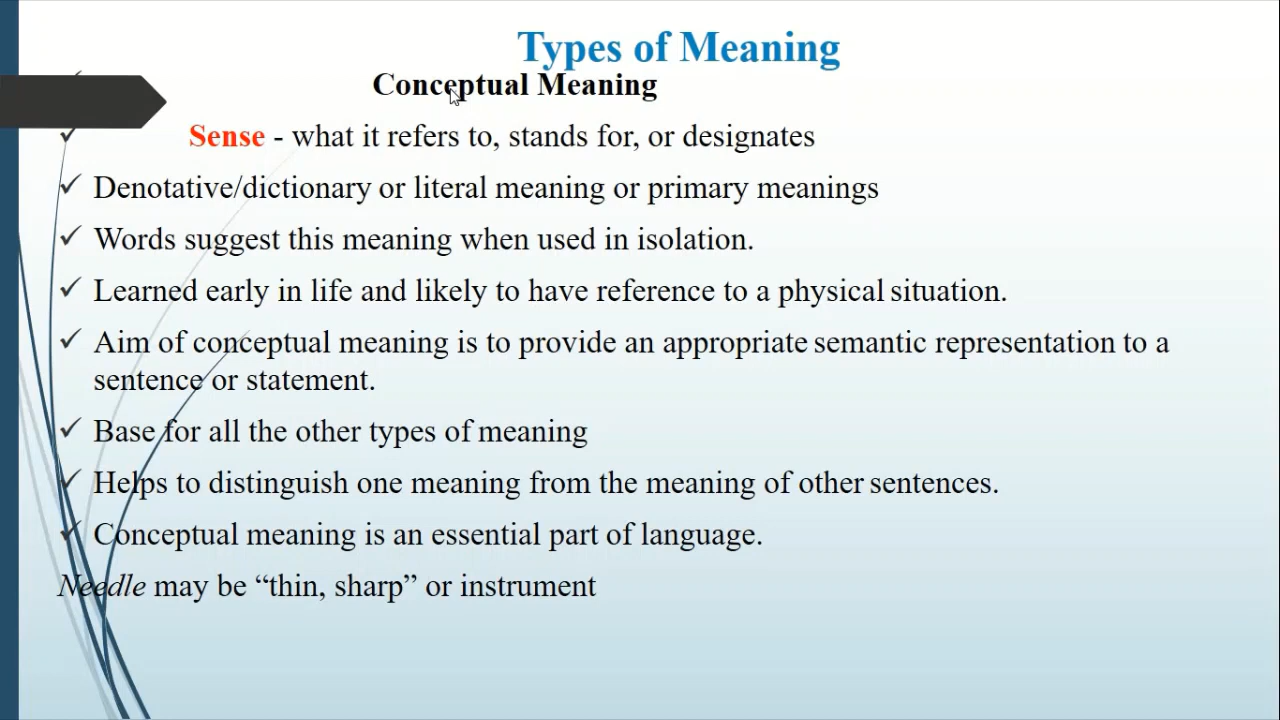 Types of Meaning
Conceptual Meaning
Sense - what it refers to, stands for, or designates
Denotative/dictionary or literal meaning or primary meanings
Words suggest this meaning when used in isolation.
Learned early in life and likely to have reference to a physical situation.
Aim of conceptual meaning is to provide an appropriate semantic representation to a
sentence or statement.
Base for all the other types of meaning
Helps to distinguish one meaning from the meaning of other sentences.
Conceptual meaning is an essential part of language.
Needle may be “thin, sharp” or instrument